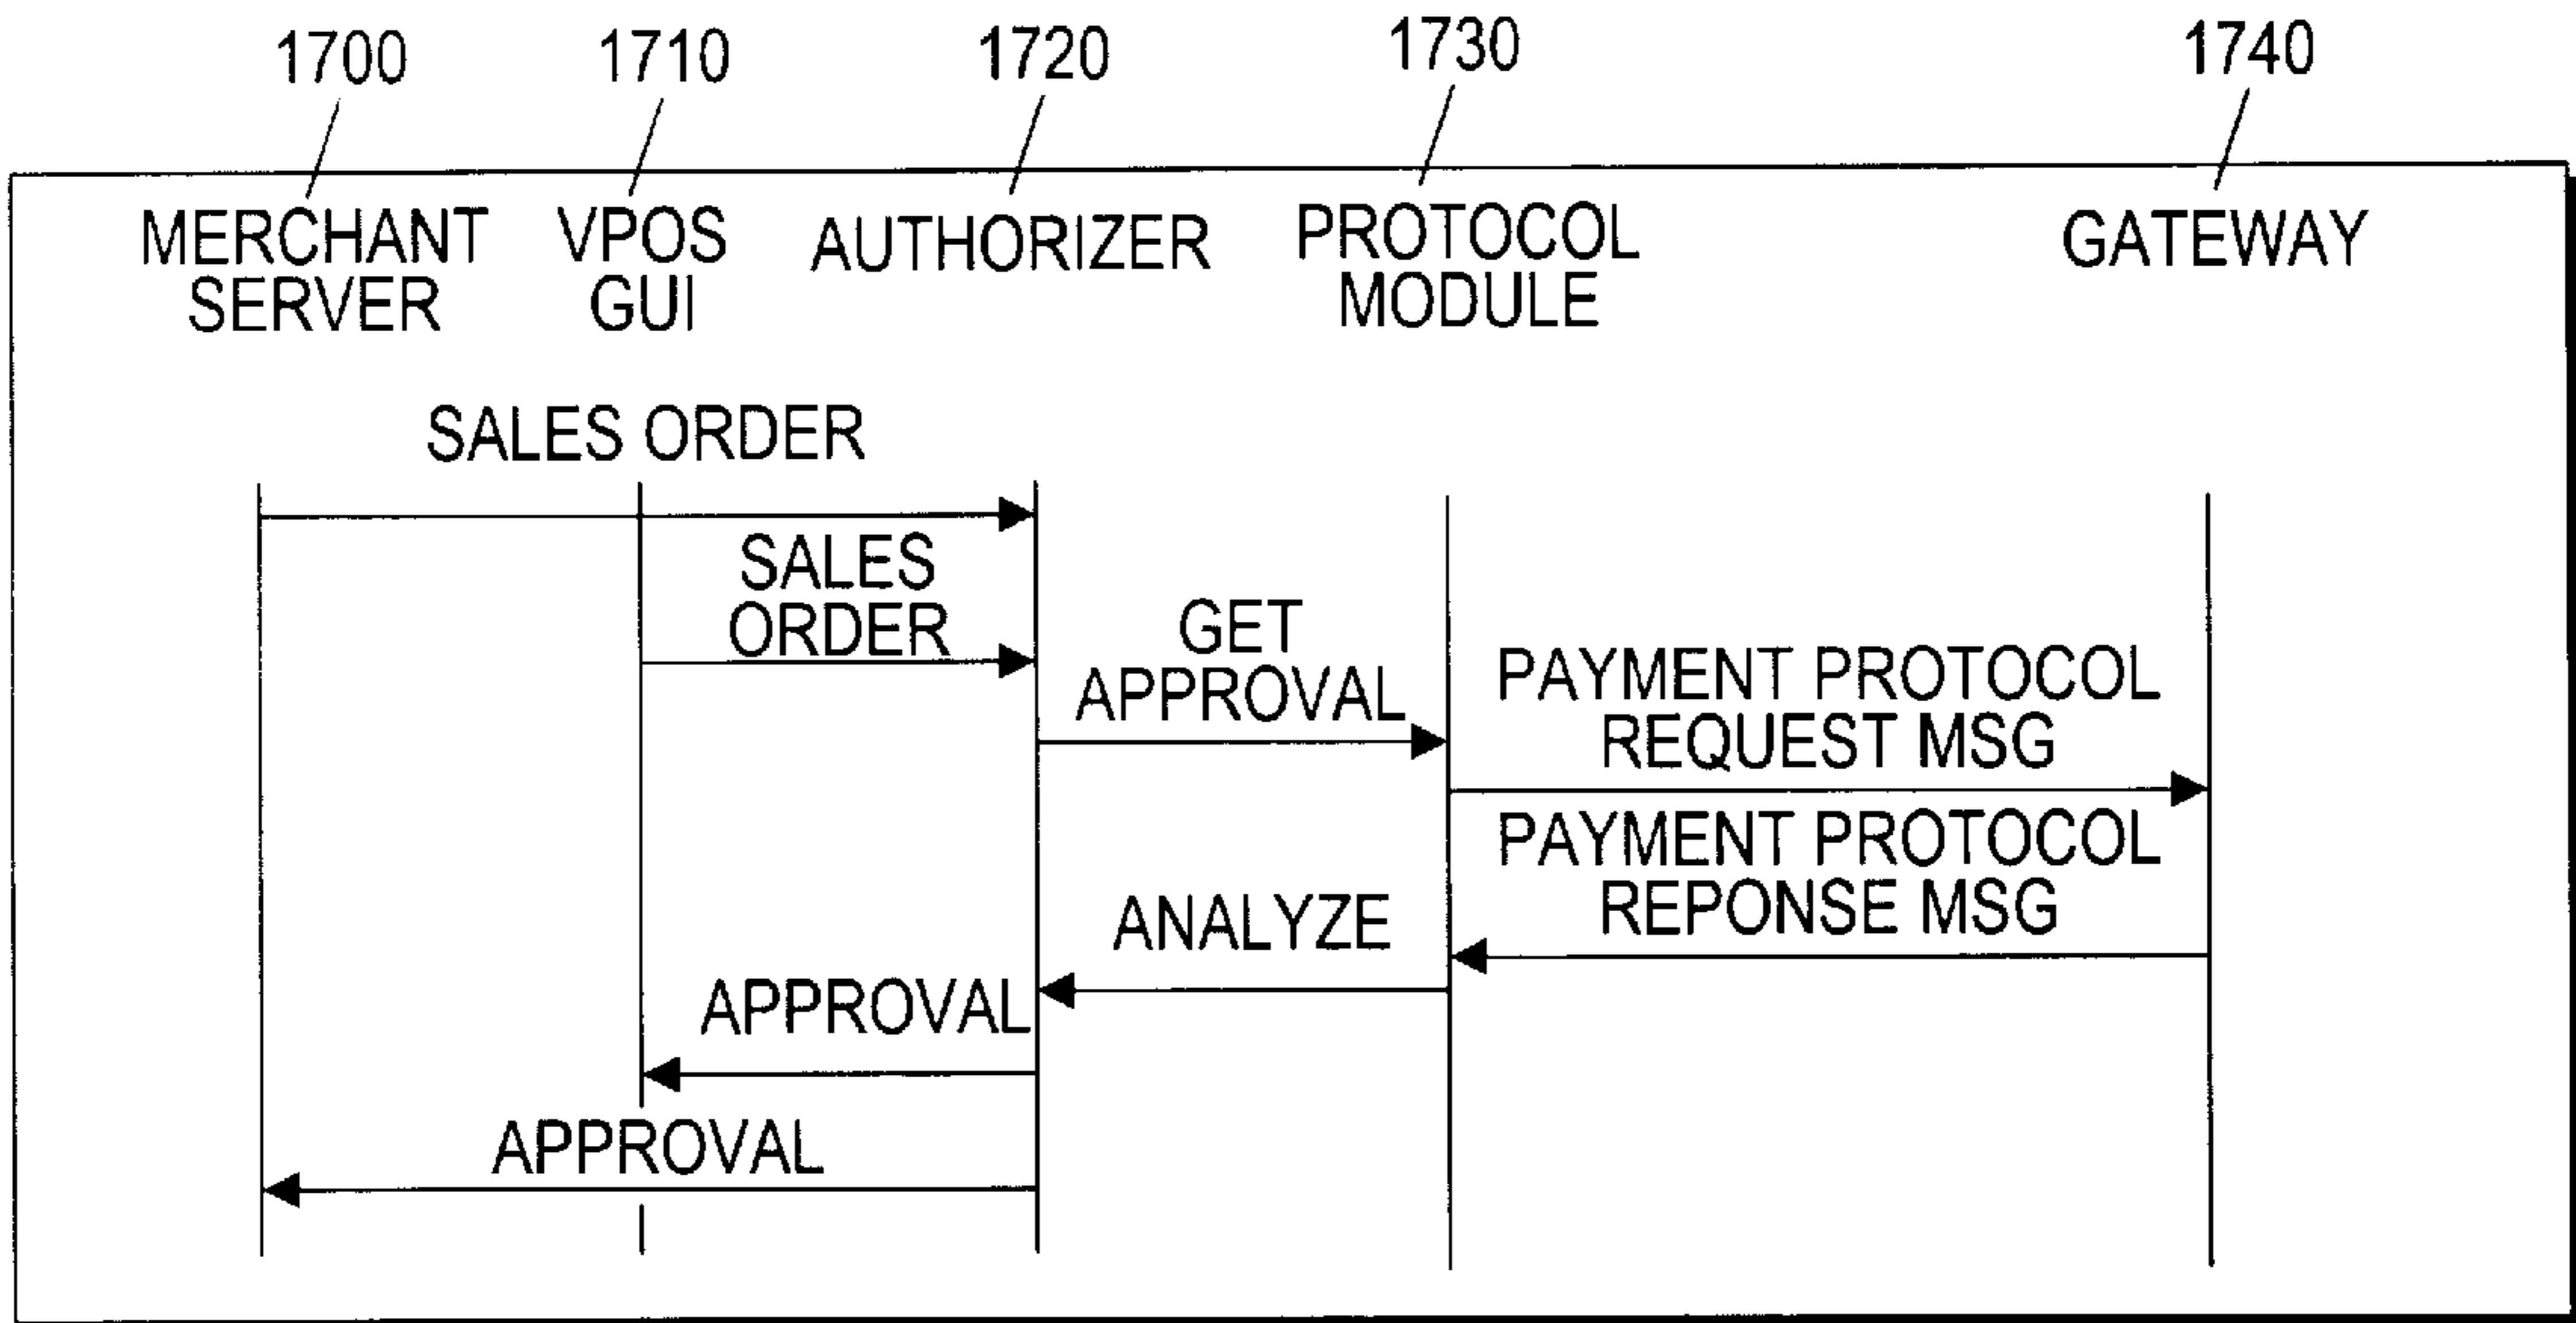 1700 1710 1720 1730 1740
MERCHANT VPOS AUTHORIZER PROTOCOL GATEWAY
SERVER GUI MODULE
SALES ORDER
SALES
ORDER
GET
APPROVAL
PAYMENT PROTOCOL
REQUEST MSG
PAYMENT PROTOCOL
REPONSE MSG
ANALYZE
APPROVAL
APPROVAL